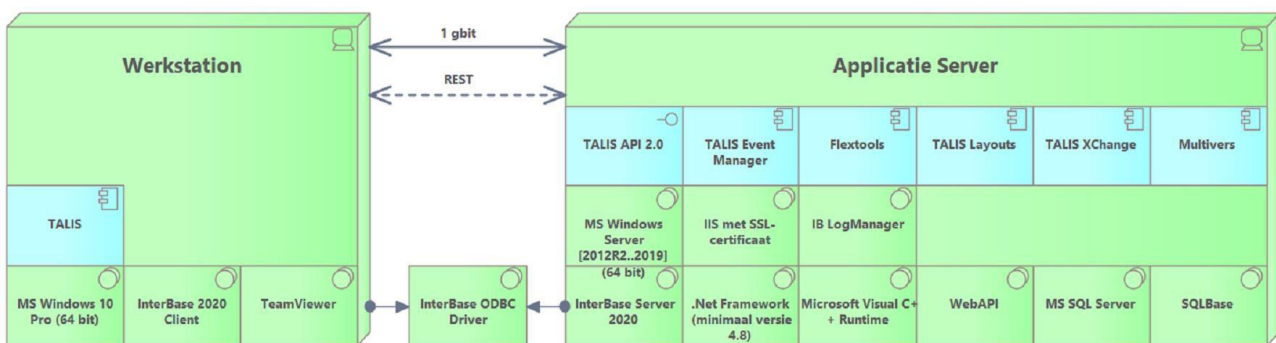 Werkstation
1 gbit
REST
Applicatie Server
TALIS API 2.0
TALIS Event
Manager
Flextools
TALIS Layouts
TALIS XChange
Multivers
TALIS
MS Windows
Server
[2012R2..2019]
(64 bit)
IIS met SSL-
certificaat
IB LogManager
MS Windows 10
Pro (64 bit)
InterBase 2020
Client
TeamViewer
InterBase ODBC
Driver
InterBase Server
2020
.Net Framework
(minimaal versie
4.8)
Microsoft Visual C+
+ Runtime
WebAPI
MS SQL Server
SQLBase